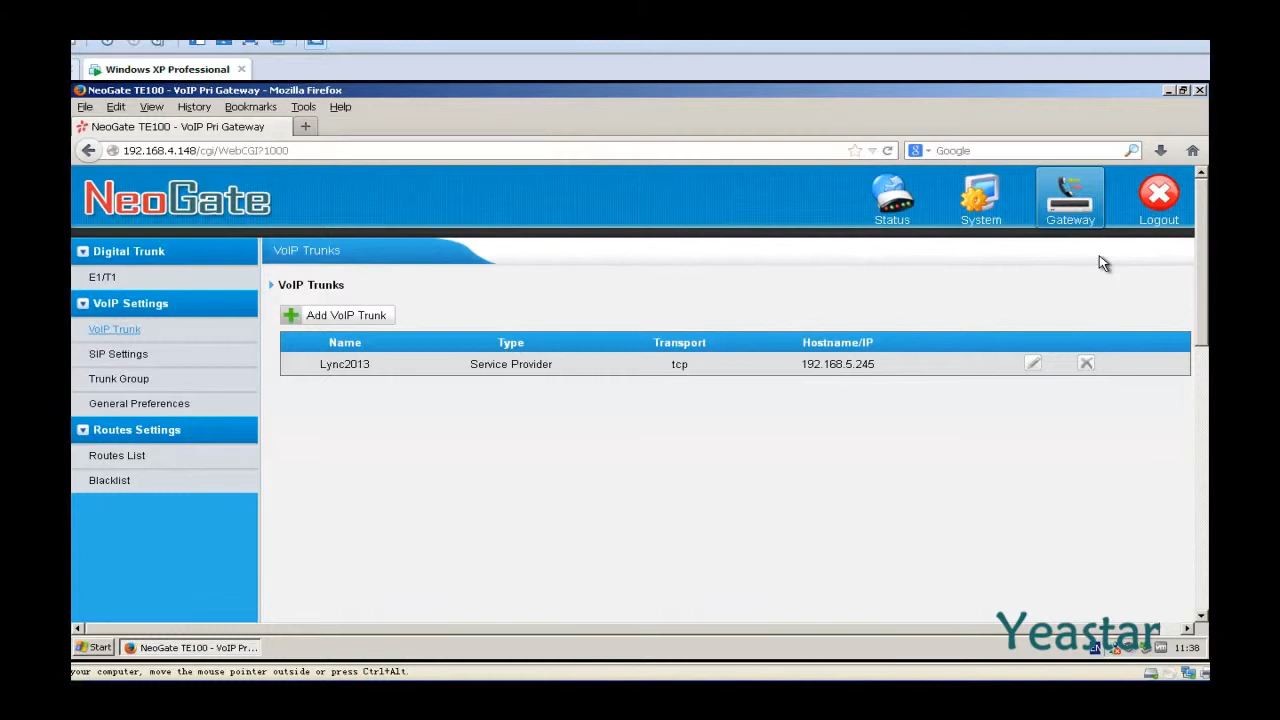 Windows XP Professional
NeoGate TE100 - VoIP Pri Gateway - Mozilla Firefox
File Edit View History Bookmarks Tools Help
NeoGate TE100 - VoIP Pri Gateway
192.168.4.148/cgi/WebCGI?1000
Google
NeoGate
Status System Gateway Logout
Digital Trunk
E1/T1
VoIP Settings
VoIP Trunk
SIP Settings
Trunk Group
General Preferences
Routes Settings
Routes List
Blacklist
VoIP Trunks
VoIP Trunks
Add VoIP Trunk
Name Type Transport Hostname/IP
Lync2013 Service Provider tcp 192.168.5.245
Yeastar
Start NeoGate TE100 - VoIP Pr... EN 11:38
your computer, move the mouse pointer outside or press Ctrl+Alt.